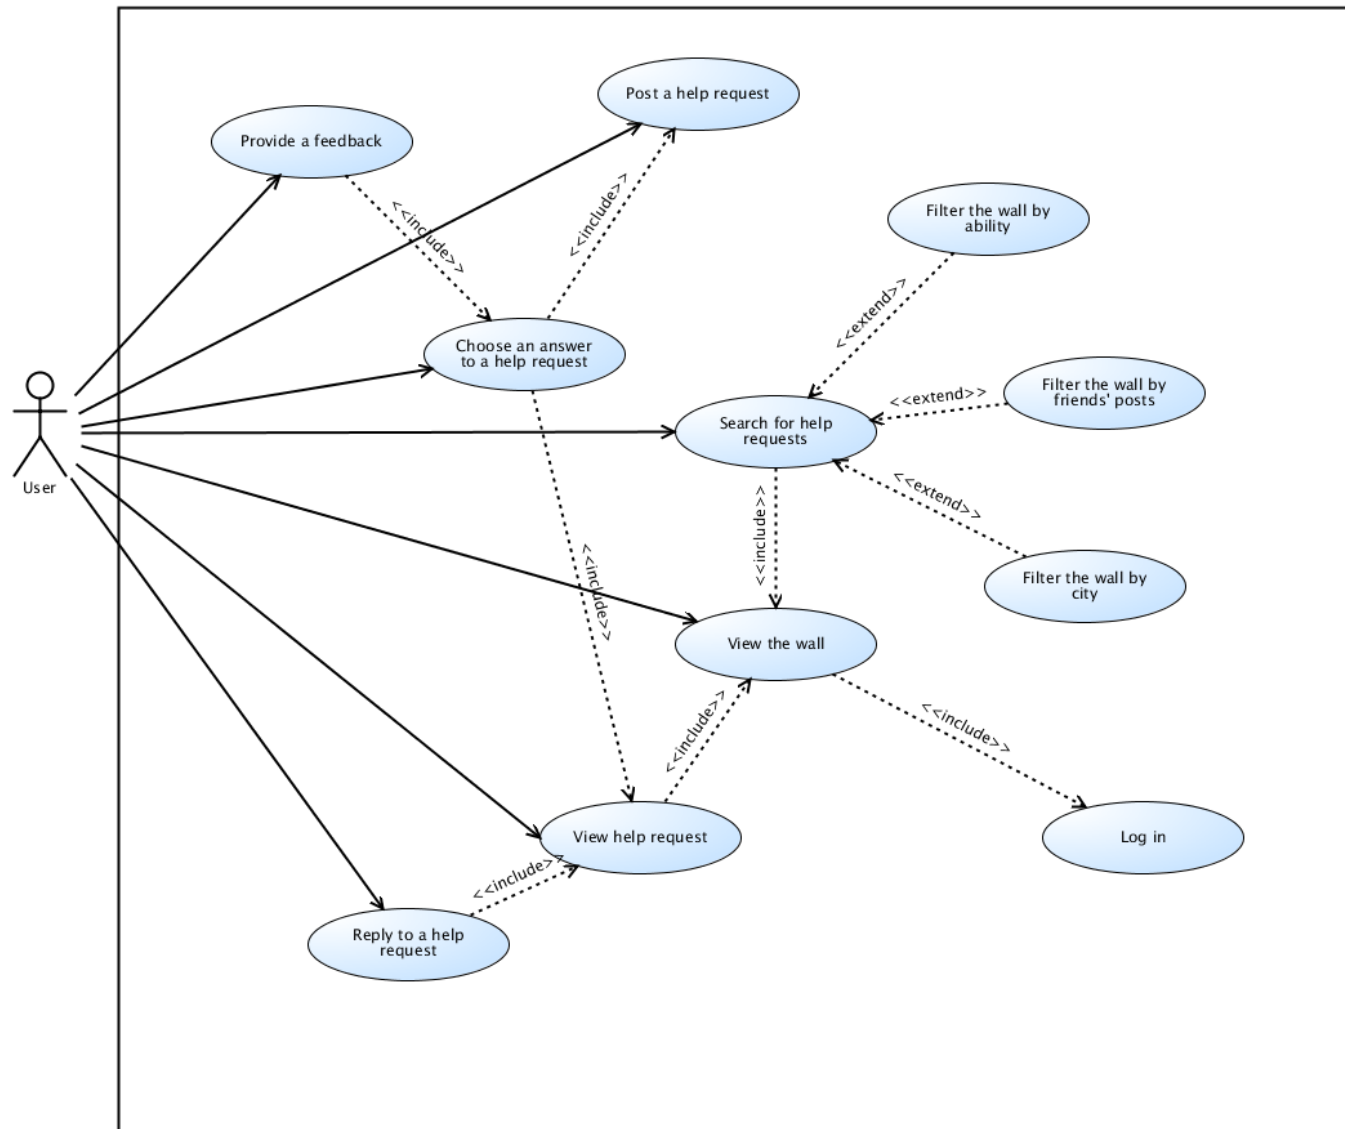 Post a help request
Provide a feedback
<<include>>
<<include>>
Filter the wall by
ability
<<extend>>
Choose an answer
to a help request
Filter the wall by
friends' posts
<<extend>>
Search for help
requests
User
<<extend>>
<<include>>
<<include>>
Filter the wall by
city
View the wall
<<include>>
<<include>>
View help request
Log in
<<include>>
Reply to a help
request